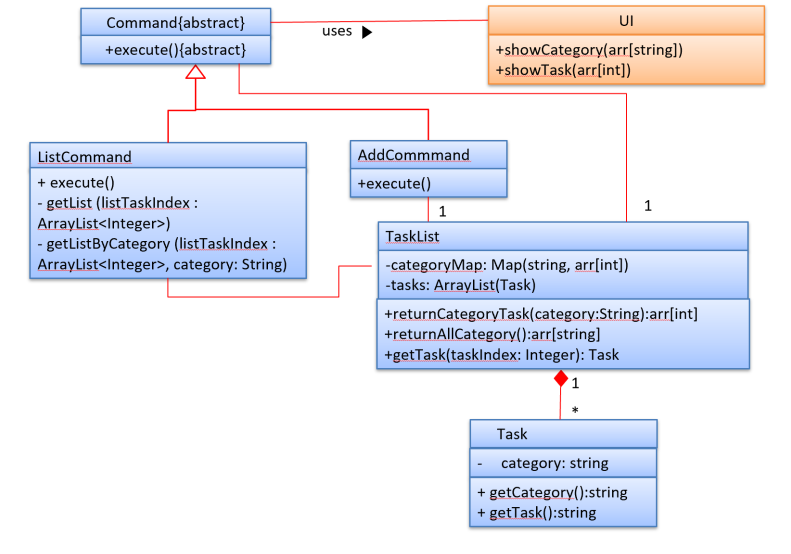 Command{abstract}
+execute(){abstract}
uses ▶
UI
+showCategory(arr[string])
+showTask(arr[int])
ListCommand
+ execute()
- getList (listTaskIndex :
ArrayList<Integer>)
- getListByCategory (listTaskIndex :
ArrayList<Integer>, category: String)
AddCommmand
+execute()
1
1
TaskList
-categoryMap: Map(string, arr[int])
-tasks: ArrayList(Task)
+returnCategoryTask(category:String):arr[int]
+returnAllCategory():arr[string]
+getTask(taskIndex: Integer): Task
1
*
Task
- category: string
+ getCategory():string
+ getTask():string